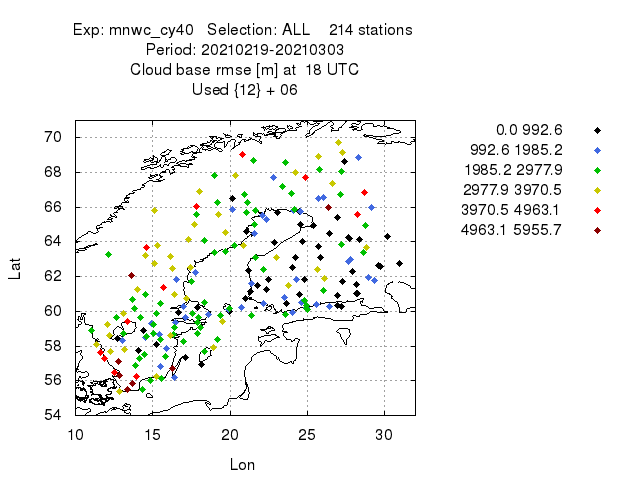 Exp: mnwc_cy40 Selection: ALL 214 stations
Period: 20210219-20210303
Cloud base rmse [m] at 18 UTC
Used {12} + 06
0.0 992.6
992.6 1985.2
1985.2 2977.9
2977.9 3970.5
3970.5 4963.1
4963.1 5955.7
70
68
66
64
62
60
58
56
54
Lat
10 15 20 25 30
Lon